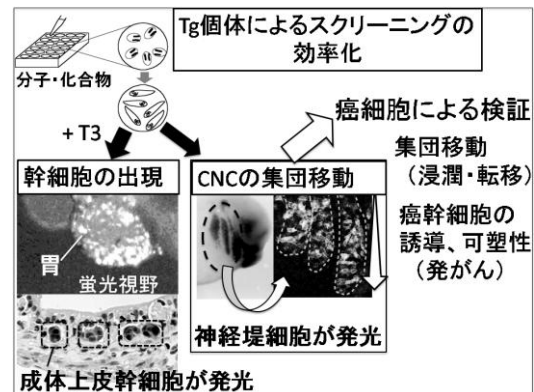 Tg個体によるスクリーニングの
効率化
分子・化合物
+ T3
癌細胞による検証
集団移動
(浸潤・転移)
癌幹細胞の
誘導、可塑性
(発がん)
幹細胞の出現
胃
蛍光視野
成体上皮幹細胞が発光
CNCの集団移動
神経堤細胞が発光